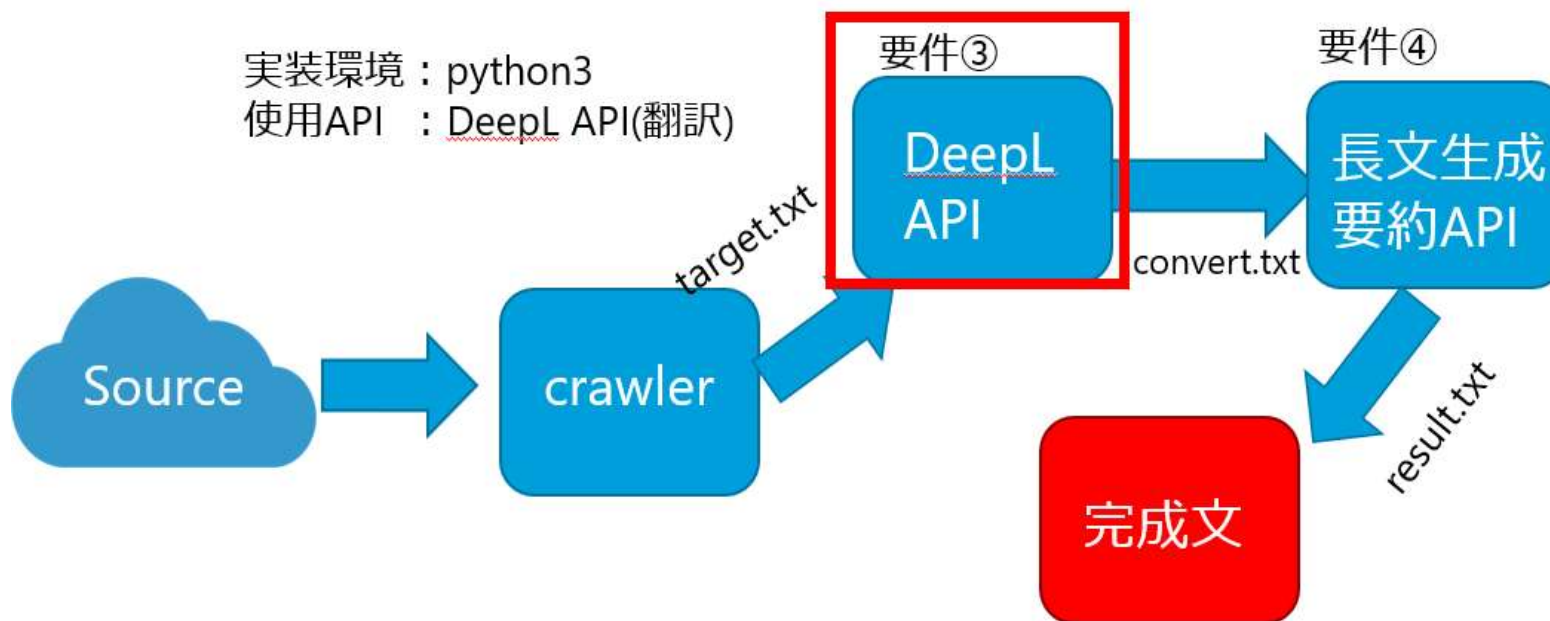 実装環境：python3
使用API ：DeepL API(翻訳)
要件③
要件④
Source
crawler
target.txt
DeepL
API
convert.txt
長文生成
要約API
result.txt
完成文